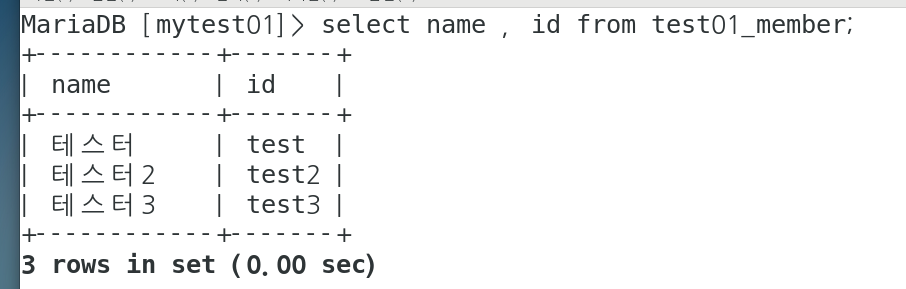 MariaDB [mytest01]> select name , id from test01_member;
+------------+-------+
| name       | id    |
+------------+-------+
| 테스터     | test  |
| 테스터2    | test2 |
| 테스터3    | test3 |
+------------+-------+
3 rows in set (0.00 sec)